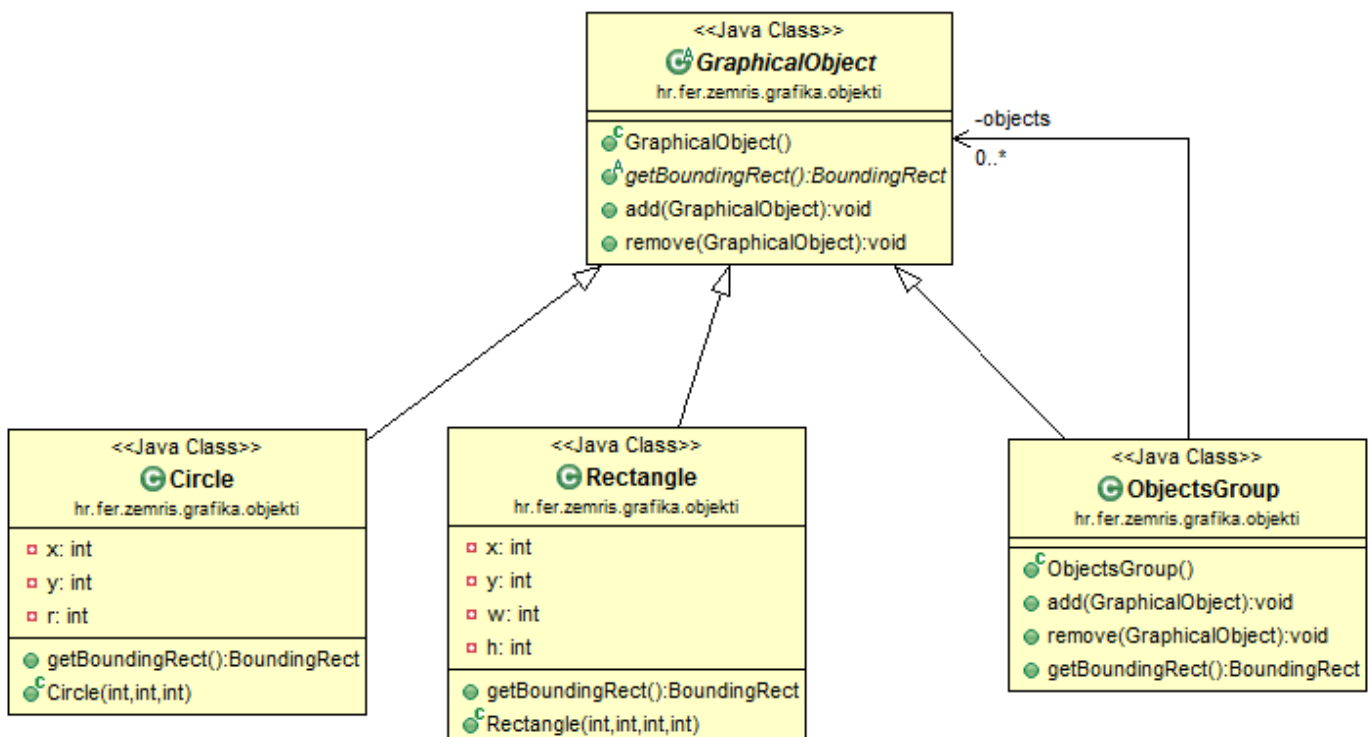 <<Java Class>>
GraphicalObject
hr.fer.zemris.grafika.objekti
GraphicalObject()
getBoundingRect():BoundingRect
add(GraphicalObject):void
remove(GraphicalObject):void
-objects
0..*
<<Java Class>>
Circle
hr.fer.zemris.grafika.objekti
x: int
y: int
r: int
getBoundingRect():BoundingRect
Circle(int,int,int)
<<Java Class>>
Rectangle
hr.fer.zemris.grafika.objekti
x: int
y: int
w: int
h: int
getBoundingRect():BoundingRect
Rectangle(int,int,int,int)
<<Java Class>>
ObjectsGroup
hr.fer.zemris.grafika.objekti
ObjectsGroup()
add(GraphicalObject):void
remove(GraphicalObject):void
getBoundingRect():BoundingRect